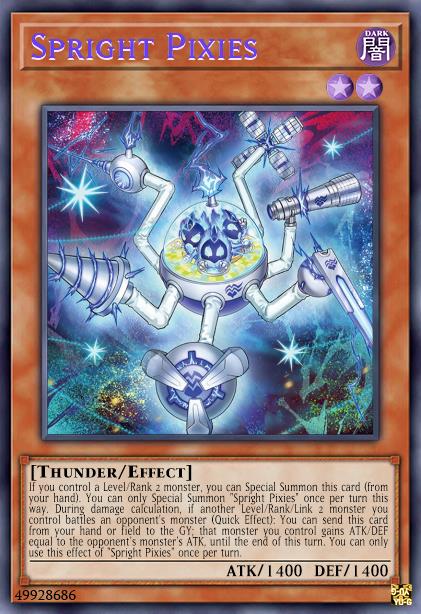 Spright Pixies
DARK
闇
[Thunder/Effect]
If you control a Level/Rank 2 monster, you can Special Summon this card (from
your hand). You can only Special Summon "Spright Pixies" once per turn this
way. During damage calculation, if another Level/Rank/Link 2 monster you
control battles an opponent's monster (Quick Effect): You can send this card
from your hand or field to the GY; that monster you control gains ATK/DEF
equal to the opponent's monster's ATK, until the end of this turn. You can only
use this effect of "Spright Pixies" once per turn.
ATK/1400 DEF/1400
49928686